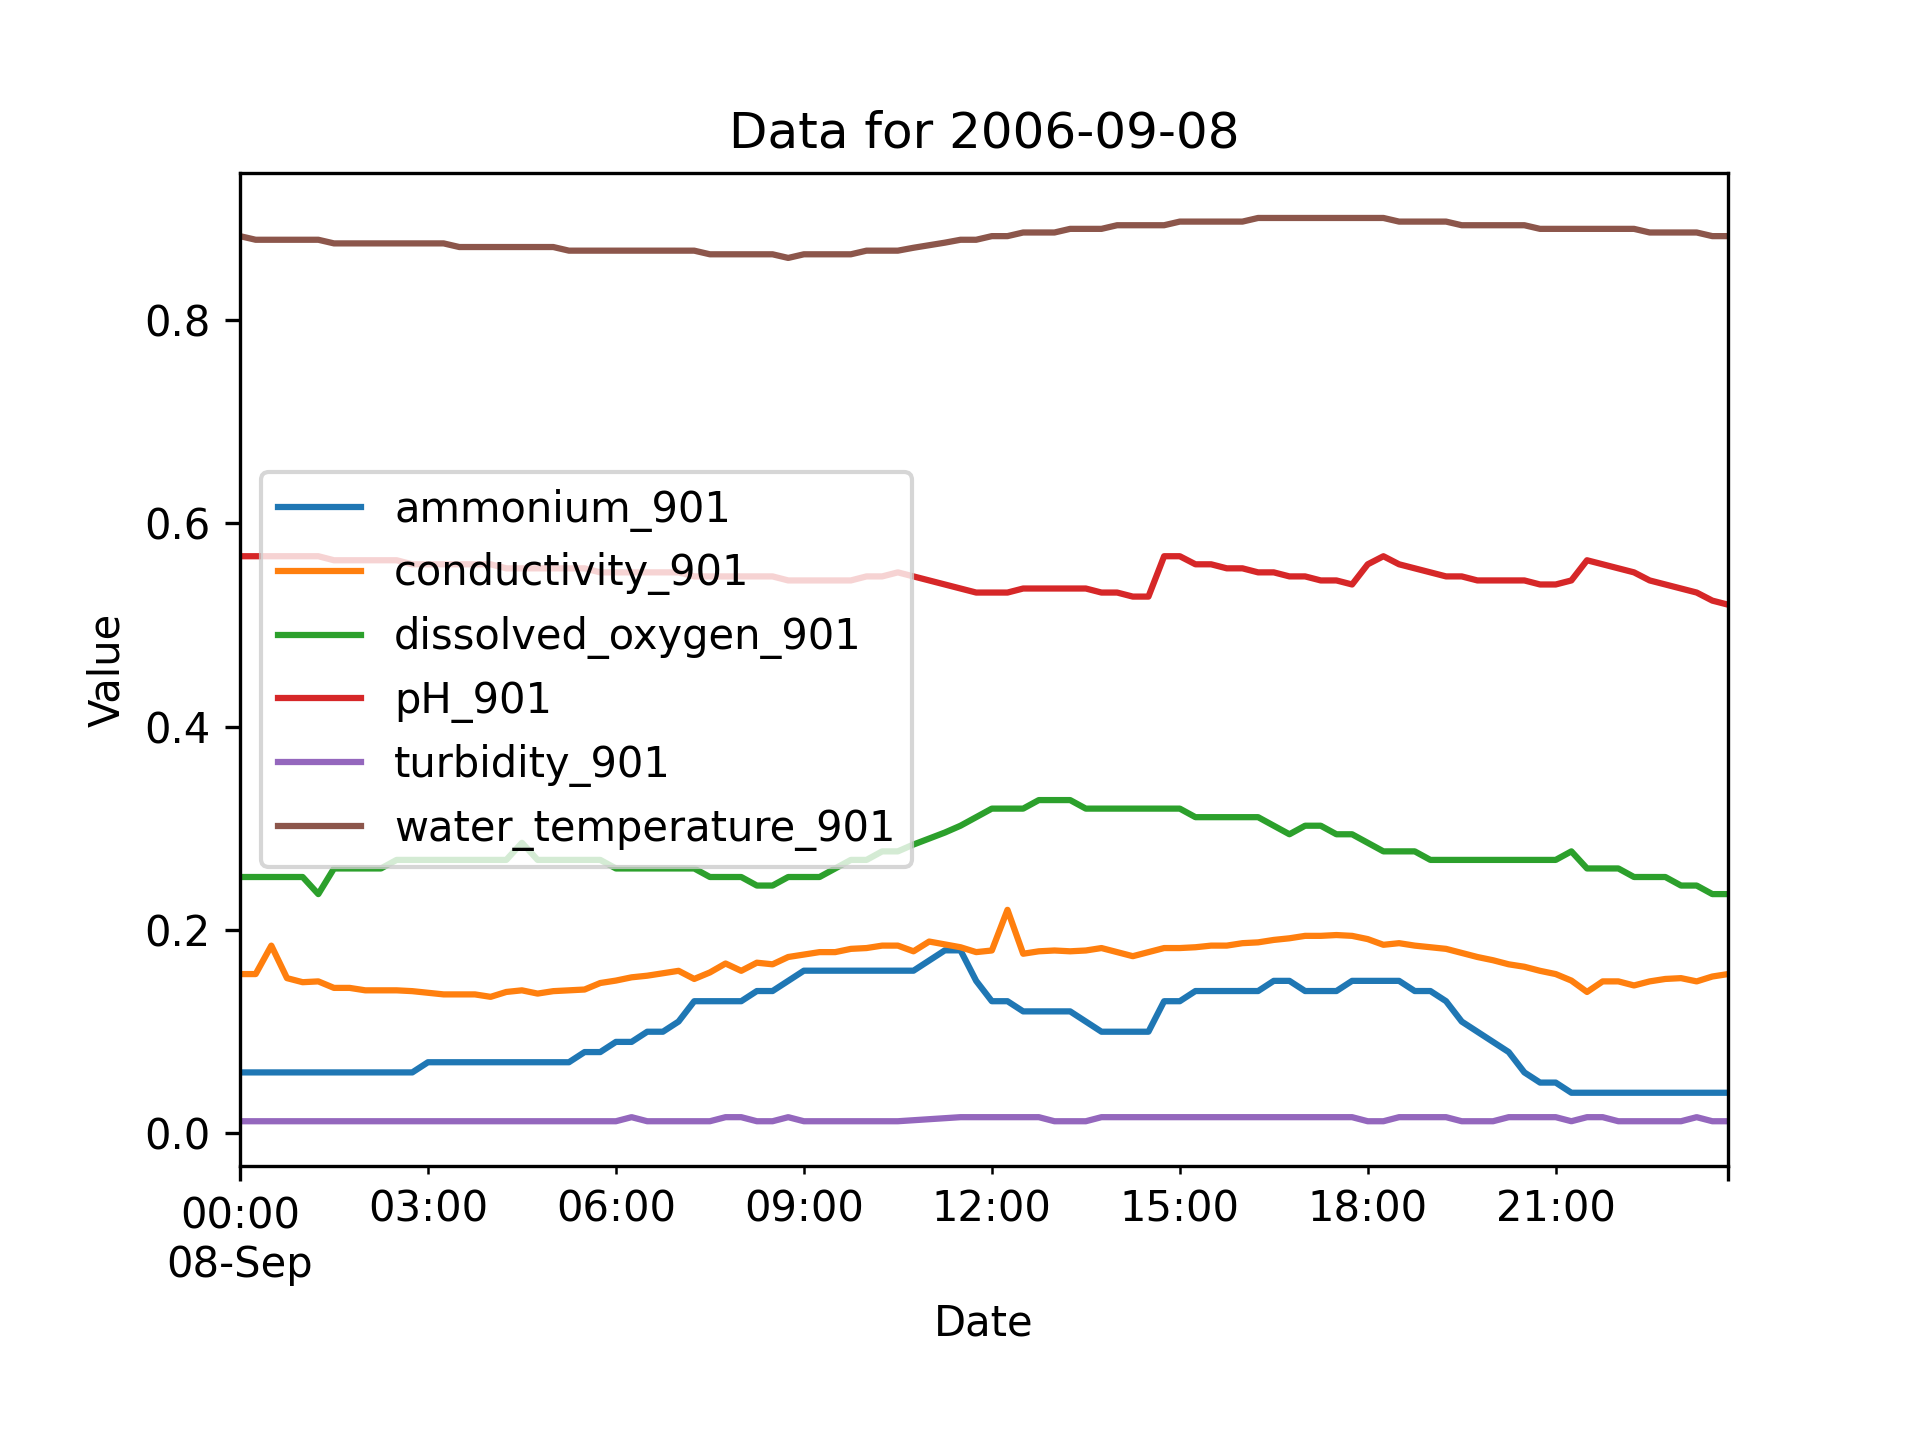 Data for 2006-09-08
Value
0.8
0.6
0.4
0.2
0.0
ammonium_901
conductivity_901
dissolved_oxygen_901
pH_901
turbidity_901
water_temperature_901
00:00 03:00 06:00 09:00 12:00 15:00 18:00 21:00
08-Sep
Date